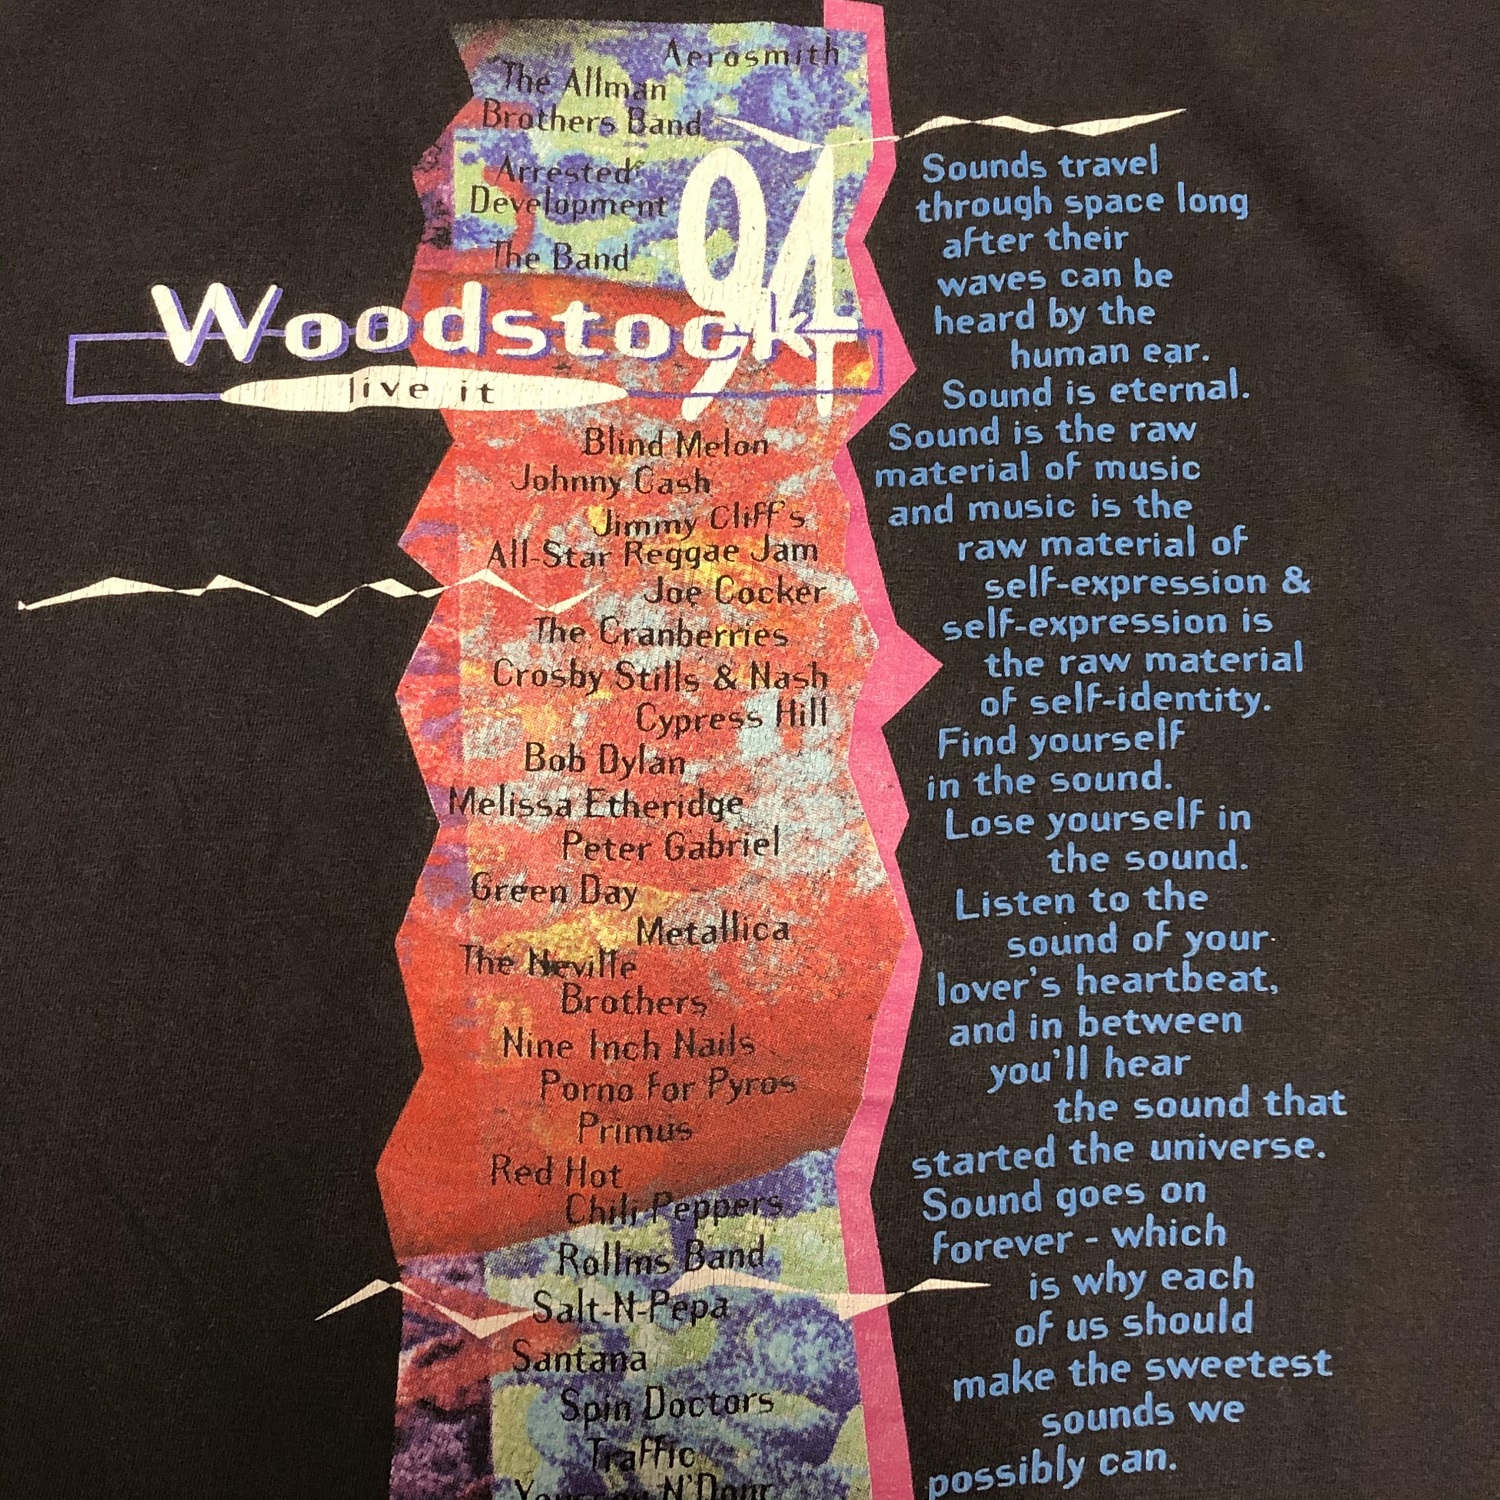 Aerosmith
The Allman
Brothers Band
Arrested
Development
The Band
94
Woodstock
live it
Blind Melon
Johnny Cash
Jimmy Cliff's
All-Star Reggae Jam
Joe Cocker
The Cranberries
Crosby Stills & Nash
Cypress Hill
Bob Dylan
Melissa Etheridge
Peter Gabriel
Green Day
Metallica
The Neville
Brothers
Nine Inch Nails
Porno For Pyros
Primus
Red Hot
Chili Peppers
Rollins Band
Salt-N-Pepa
Santana
Spin Doctors
Traffic
Youssou N'Dour
Sounds travel
through space long
after their
waves can be
heard by the
human ear.
Sound is eternal.
Sound is the raw
material of music
and music is the
raw material of
self-expression &
self-expression is
the raw material
of self-identity.
Find yourself
in the sound.
Lose yourself in
the sound.
Listen to the
sound of your
lover's heartbeat,
and in between
you'll hear
the sound that
started the universe.
Sound goes on
forever - which
is why each
of us should
make the sweetest
sounds we
possibly can.